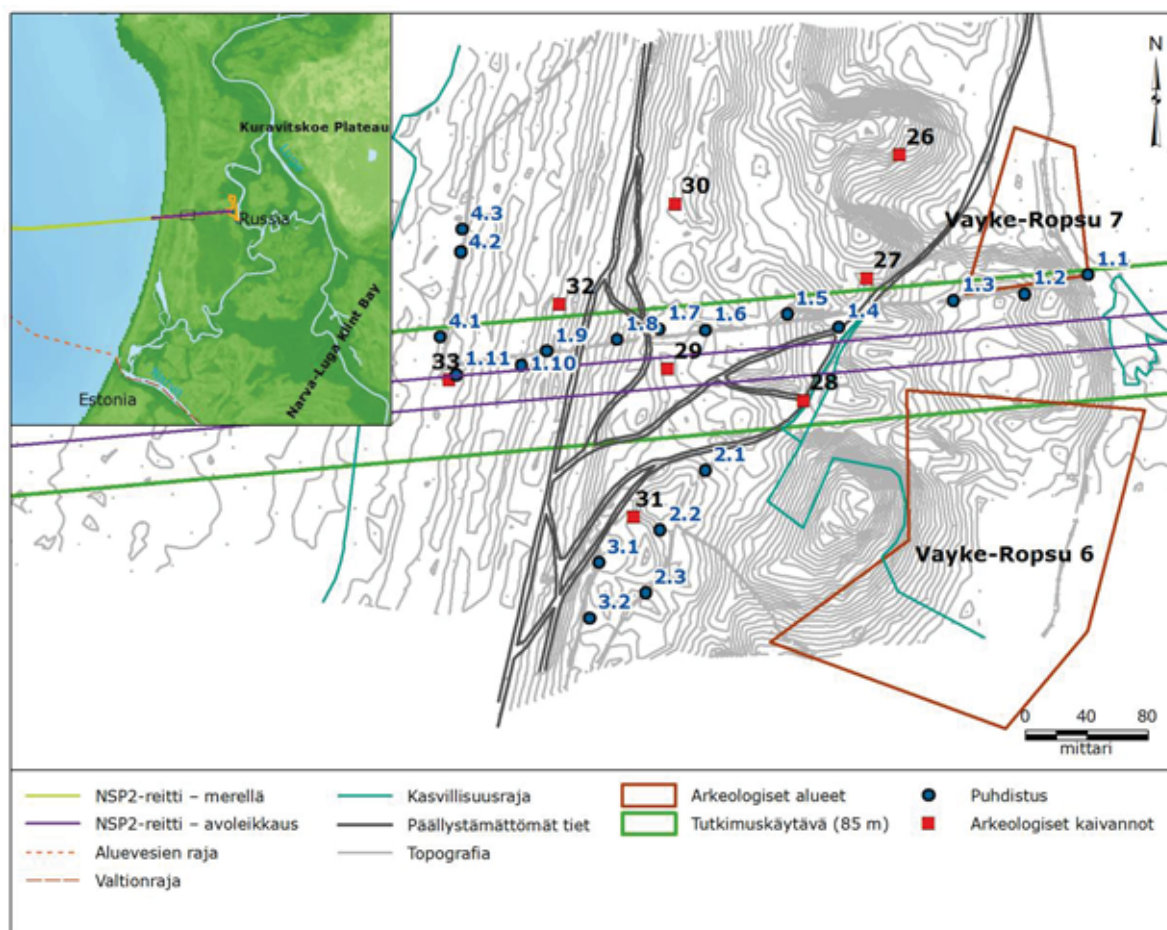 Kuravitskoe Plateau
Russia
Estonia
Narva-Luga Klint Bay
N
26
30
Vayke-Ropsu 7
4.3
4.2
27
1.1
1.2
1.3
32
1.5
1.4
4.1
1.7
1.6
1.8
1.9
33
1.11
1.10
29
28
2.1
31
2.2
Vayke-Ropsu 6
3.1
2.3
3.2
0 40 80
mittari
NSP2-reitti – merellä
NSP2-reitti – avoleikkaus
Aluevesien raja
Valtionraja
Kasvillisuusraja
Päällystämättömät tiet
Topografia
Arkeologiset alueet
Tutkimuskäytävä (85 m)
Puhdistus
Arkeologiset kaivannot